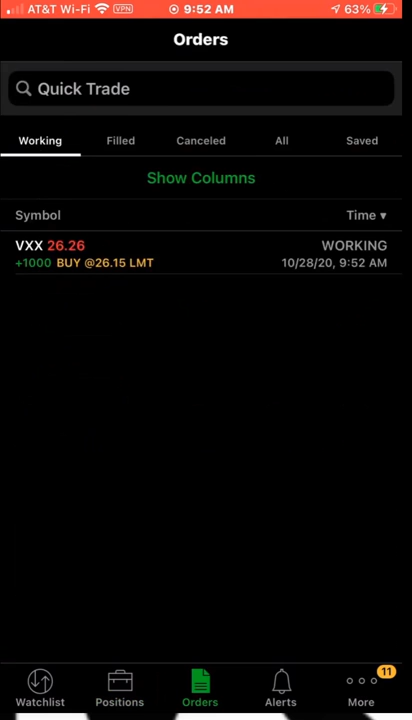 AT&T Wi-Fi VPN 9:52 AM 63%
Orders
Quick Trade
Working Filled Canceled All Saved
Show Columns
Symbol Time ▾
VXX 26.26 WORKING
+1000 BUY @26.15 LMT 10/28/20, 9:52 AM
11
Watchlist Positions Orders Alerts More